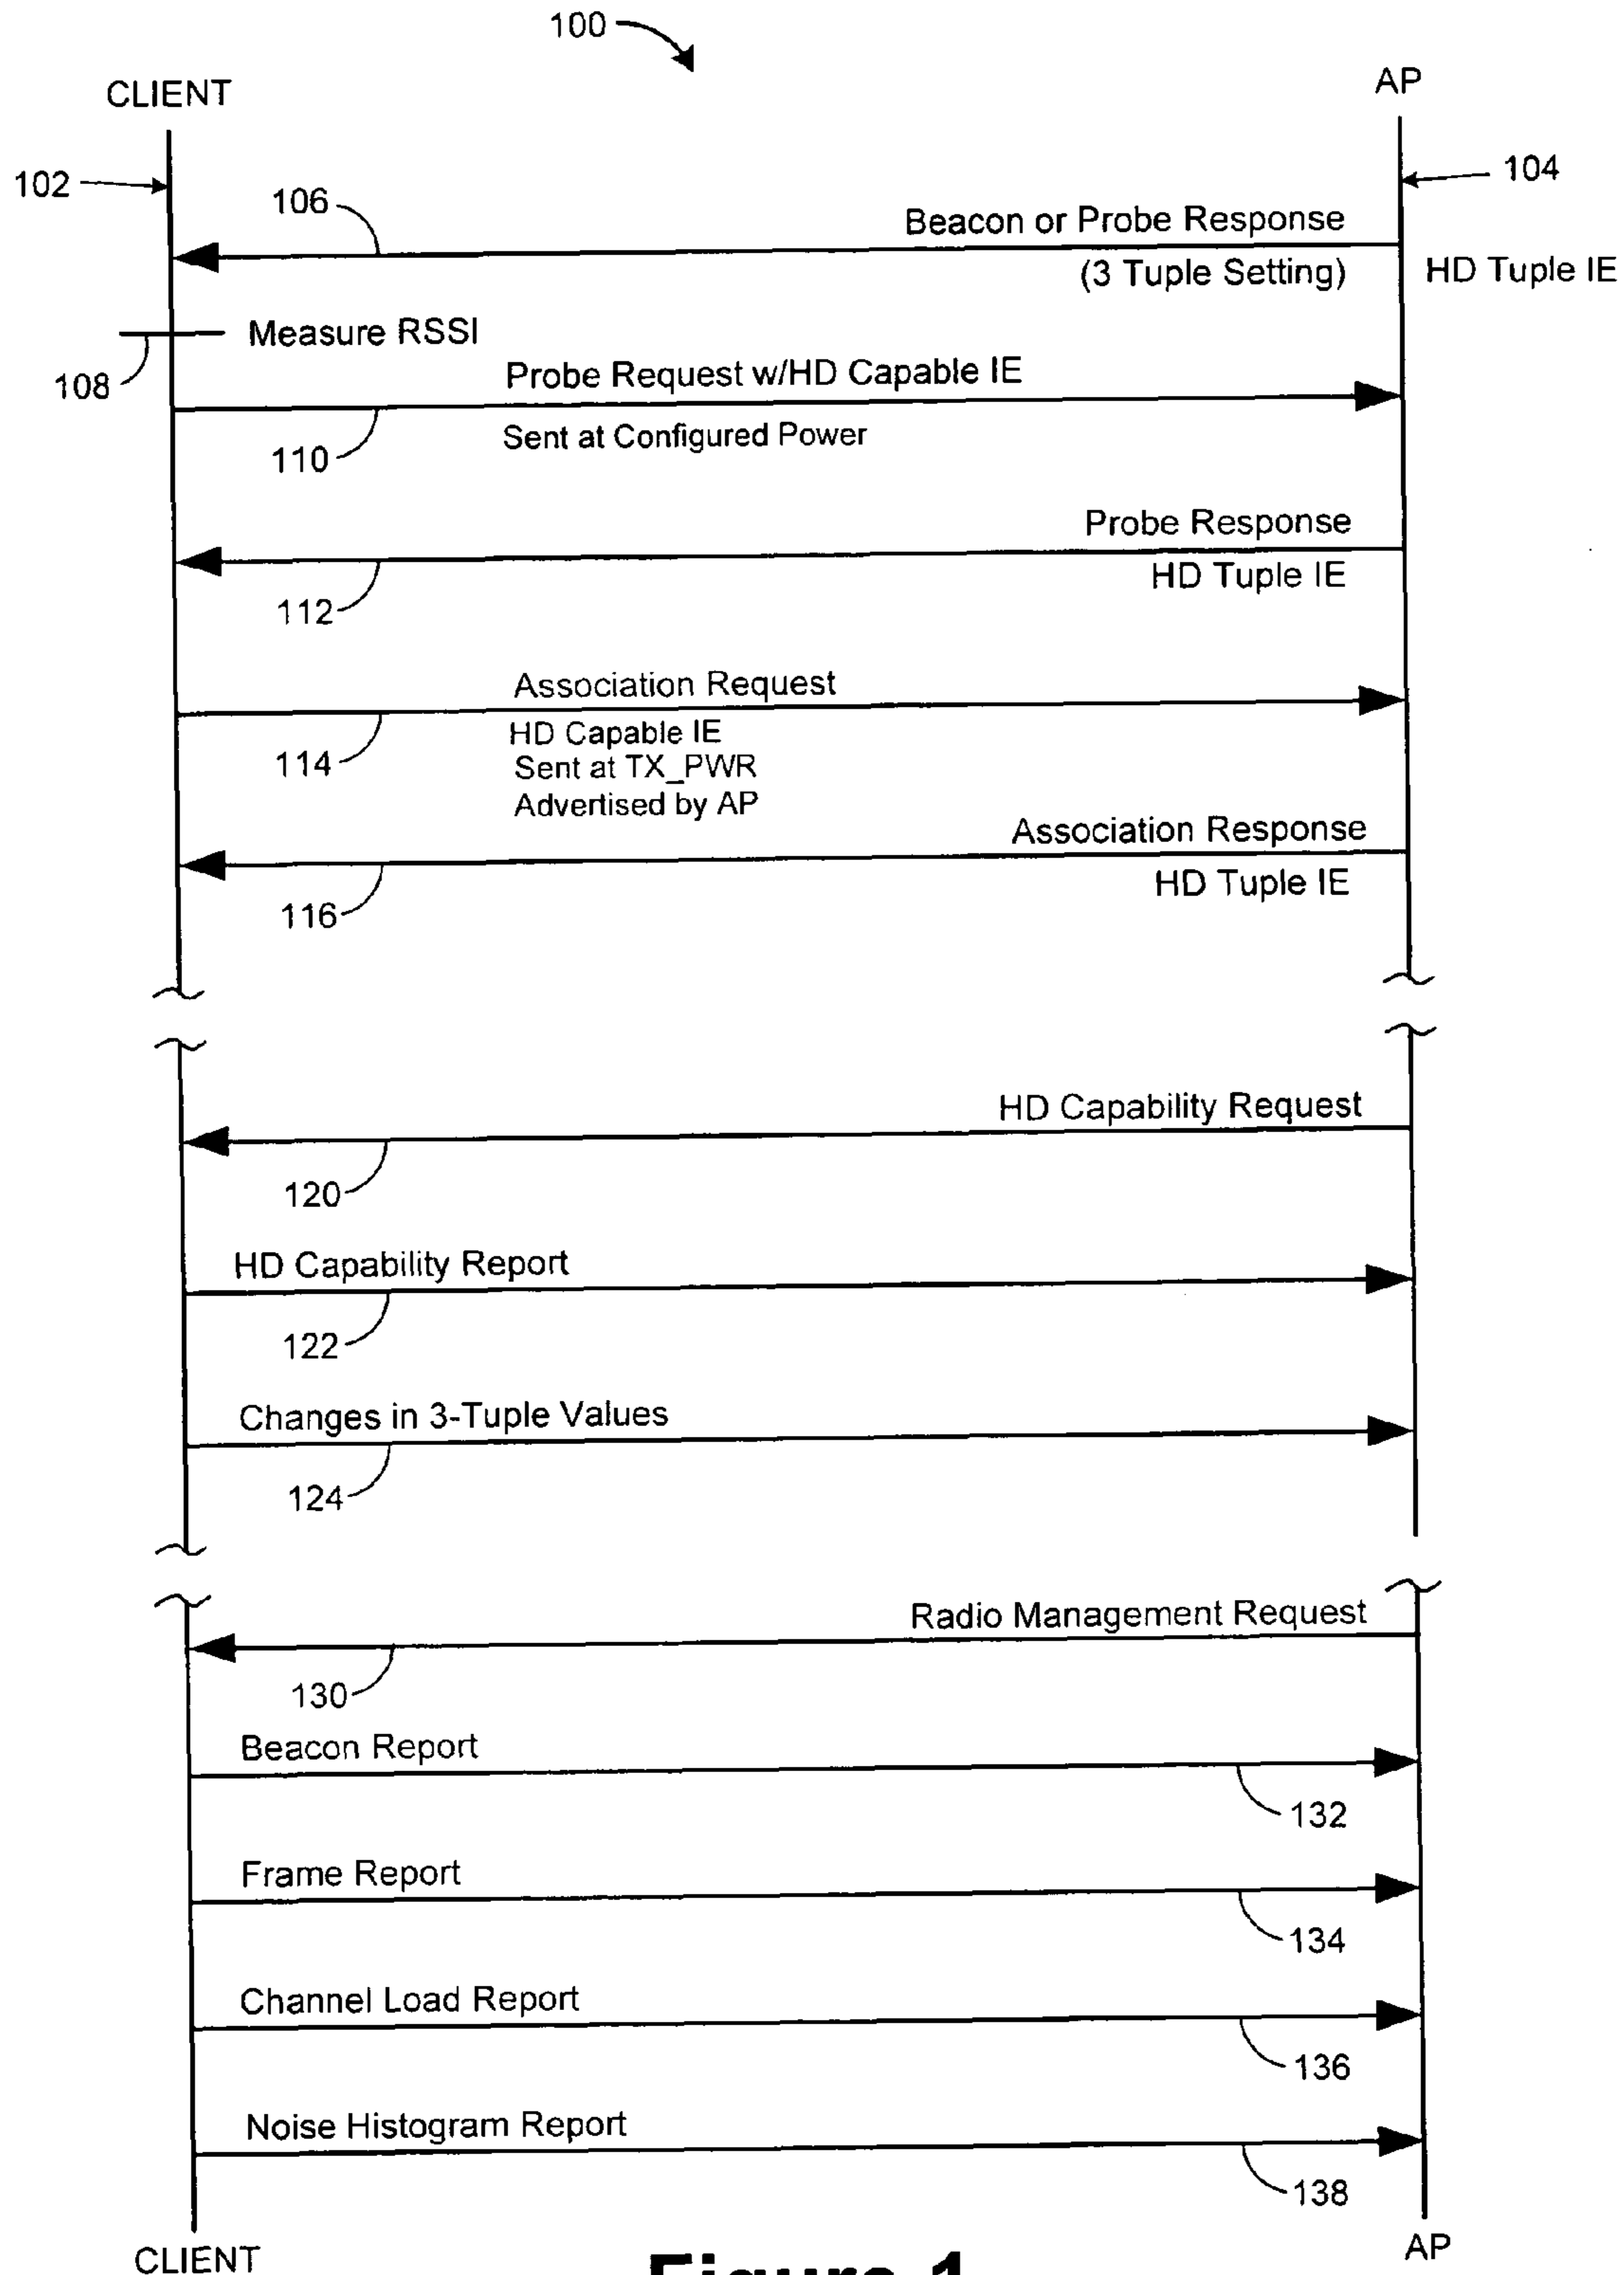 100
CLIENT
AP
102
104
106
Beacon or Probe Response
(3 Tuple Setting)
HD Tuple IE
Measure RSSI
108
Probe Request w/HD Capable IE
Sent at Configured Power
110
Probe Response
HD Tuple IE
112
Association Request
HD Capable IE
Sent at TX_PWR
Advertised by AP
114
Association Response
HD Tuple IE
116
HD Capability Request
120
HD Capability Report
122
Changes in 3-Tuple Values
124
Radio Management Request
130
Beacon Report
132
Frame Report
134
Channel Load Report
136
Noise Histogram Report
138
CLIENT
AP
Figure 1